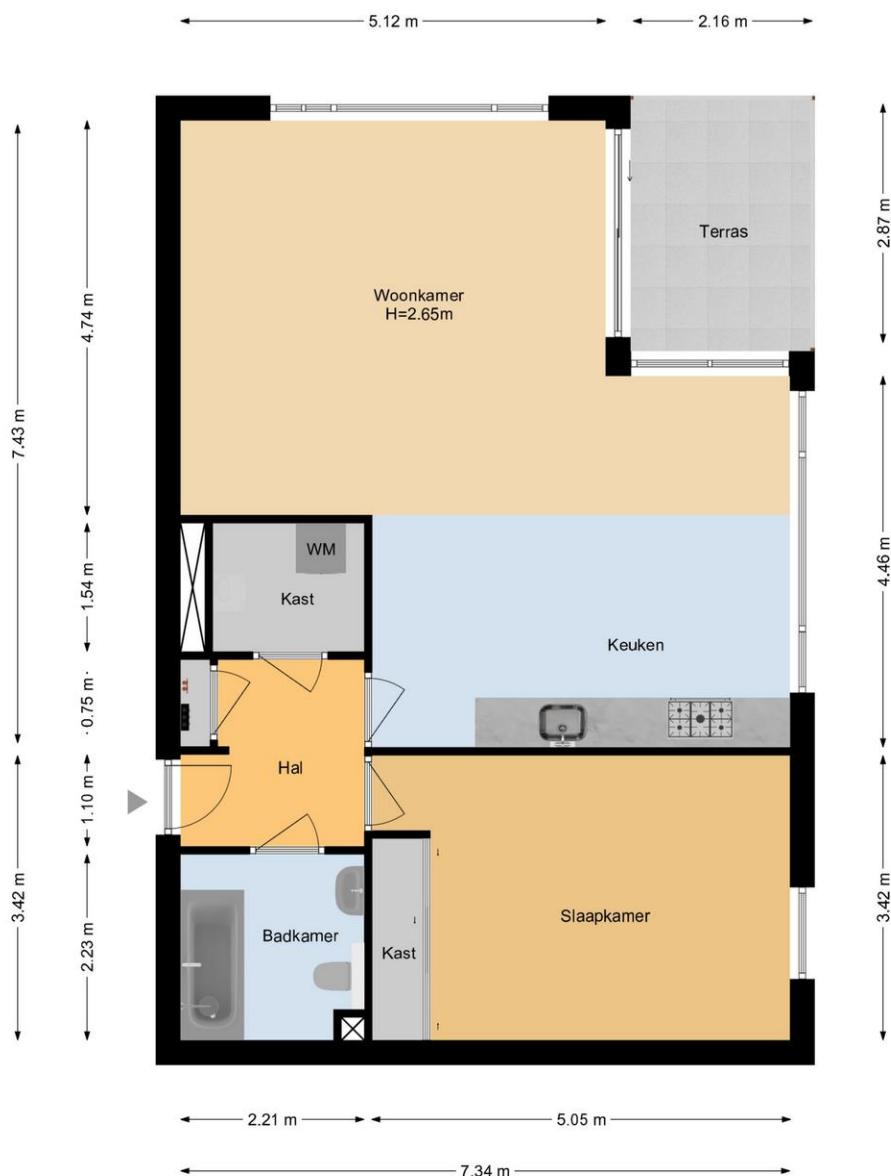 5.12 m
2.16 m
7.43 m
4.74 m
2.87 m
Terras
Woonkamer
H=2.65m
WM
Kast
1.54 m
4.46 m
Keuken
0.75 m
Hal
1.10 m
3.42 m
2.23 m
Badkamer
Kast
Slaapkamer
3.42 m
2.21 m
5.05 m
7.34 m